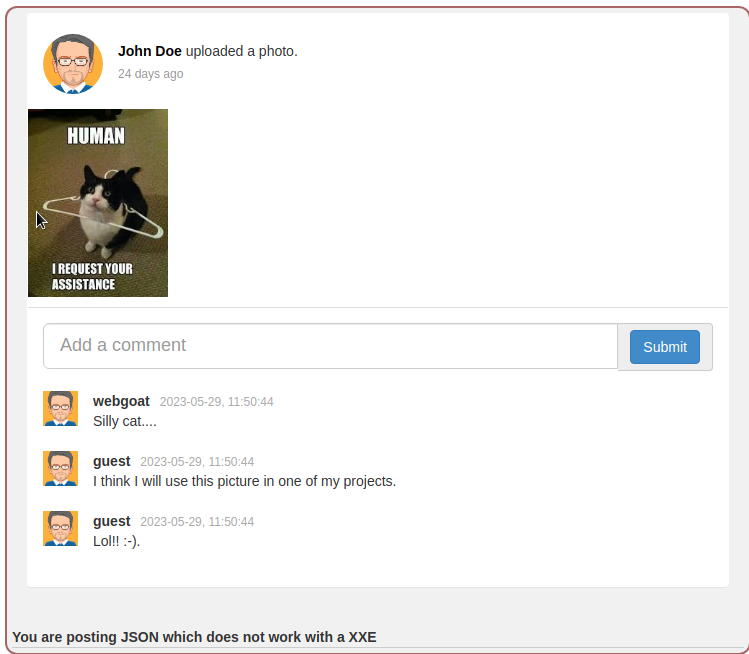 John Doe uploaded a photo.
24 days ago
HUMAN
I REQUEST YOUR
ASSISTANCE
Add a comment
Submit
webgoat 2023-05-29, 11:50:44
Silly cat....
guest 2023-05-29, 11:50:44
I think I will use this picture in one of my projects.
guest 2023-05-29, 11:50:44
Lol!! :-).
You are posting JSON which does not work with a XXE